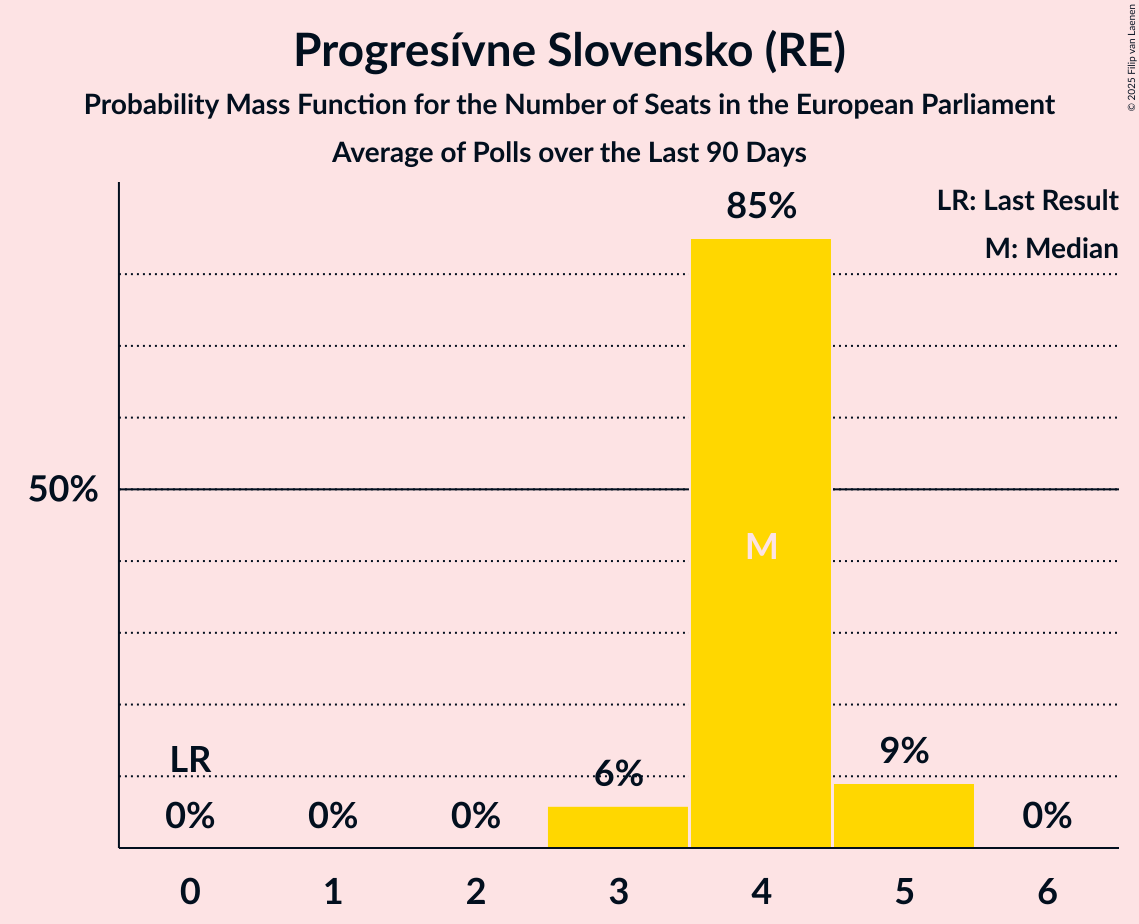 Progresívne Slovensko (RE)
Probability Mass Function for the Number of Seats in the European Parliament
Average of Polls over the Last 90 Days
© 2025 Filip van Laenen
LR: Last Result
M: Median
85%
50%
M
LR
6%
9%
0%
0%
0%
0%
0
1
2
3
4
5
6